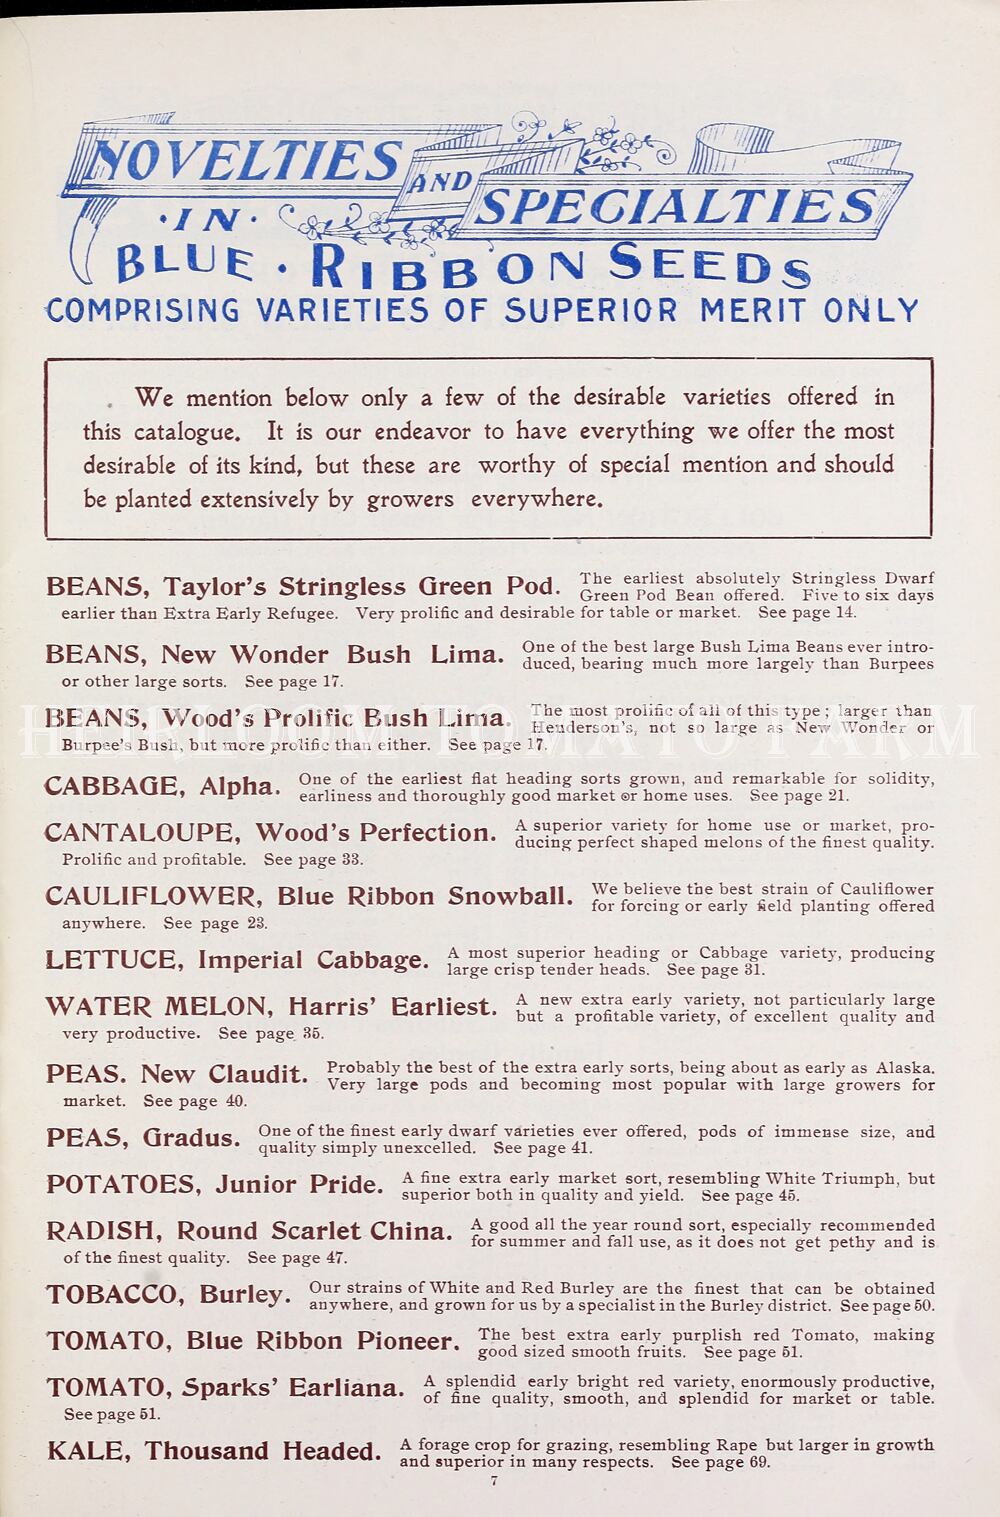 NOVELTIES AND SPECIALTIES
·IN·
BLUE · RIBBON SEEDS
COMPRISING VARIETIES OF SUPERIOR MERIT ONLY
We mention below only a few of the desirable varieties offered in
this catalogue. It is our endeavor to have everything we offer the most
desirable of its kind, but these are worthy of special mention and should
be planted extensively by growers everywhere.
BEANS, Taylor's Stringless Green Pod. The earliest absolutely Stringless Dwarf
Green Pod Bean offered. Five to six days
earlier than Extra Early Refugee. Very prolific and desirable for table or market. See page 14.
BEANS, New Wonder Bush Lima. One of the best large Bush Lima Beans ever intro-
duced, bearing much more largely than Burpees
or other large sorts. See page 17.
BEANS, Wood's Prolific Bush Lima. The most prolific of all of this type; larger than
Henderson's, not so large as New Wonder or
HEIRLOOM TOMATO FARM
Burpee's Bush, but more prolific than either. See page 17.
CABBAGE, Alpha. One of the earliest flat heading sorts grown, and remarkable for solidity,
earliness and thoroughly good market or home uses. See page 21.
CANTALOUPE, Wood's Perfection. A superior variety for home use or market, pro-
ducing perfect shaped melons of the finest quality.
Prolific and profitable. See page 33.
CAULIFLOWER, Blue Ribbon Snowball. We believe the best strain of Cauliflower
for forcing or early field planting offered
anywhere. See page 23.
LETTUCE, Imperial Cabbage. A most superior heading or Cabbage variety, producing
large crisp tender heads. See page 31.
WATER MELON, Harris' Earliest. A new extra early variety, not particularly large
but a profitable variety, of excellent quality and
very productive. See page 35.
PEAS. New Claudit. Probably the best of the extra early sorts, being about as early as Alaska.
Very large pods and becoming most popular with large growers for
market. See page 40.
PEAS, Gradus. One of the finest early dwarf varieties ever offered, pods of immense size, and
quality simply unexcelled. See page 41.
POTATOES, Junior Pride. A fine extra early market sort, resembling White Triumph, but
superior both in quality and yield. See page 45.
RADISH, Round Scarlet China. A good all the year round sort, especially recommended
for summer and fall use, as it does not get pethy and is
of the finest quality. See page 47.
TOBACCO, Burley. Our strains of White and Red Burley are the finest that can be obtained
anywhere, and grown for us by a specialist in the Burley district. See page 50.
TOMATO, Blue Ribbon Pioneer. The best extra early purplish red Tomato, making
good sized smooth fruits. See page 51.
TOMATO, Sparks' Earliana. A splendid early bright red variety, enormously productive,
of fine quality, smooth, and splendid for market or table.
See page 51.
KALE, Thousand Headed. A forage crop for grazing, resembling Rape but larger in growth
and superior in many respects. See page 69.
7